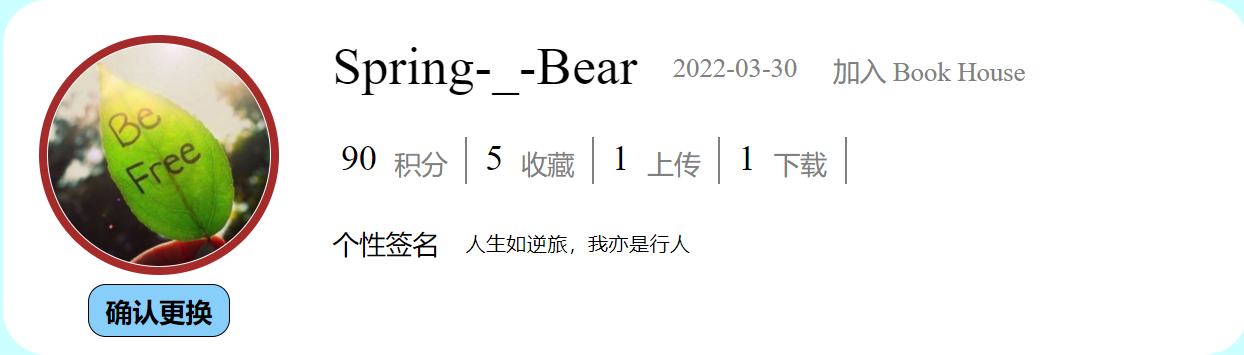 Be
Free
确认更换
Spring-_-Bear 2022-03-30 加入 Book House
90 积分 5 收藏 1 上传 1 下载
个性签名 人生如逆旅，我亦是行人